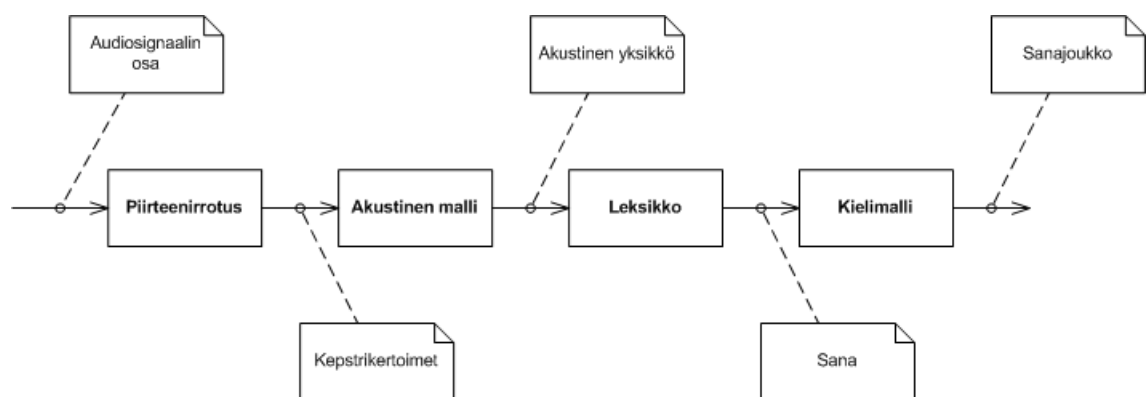 Audiosignaalin
osa
Akustinen yksikkö
Sanajoukko
Piirteenirrotus
Akustinen malli
Leksikko
Kielimalli
Kepstrikertoimet
Sana